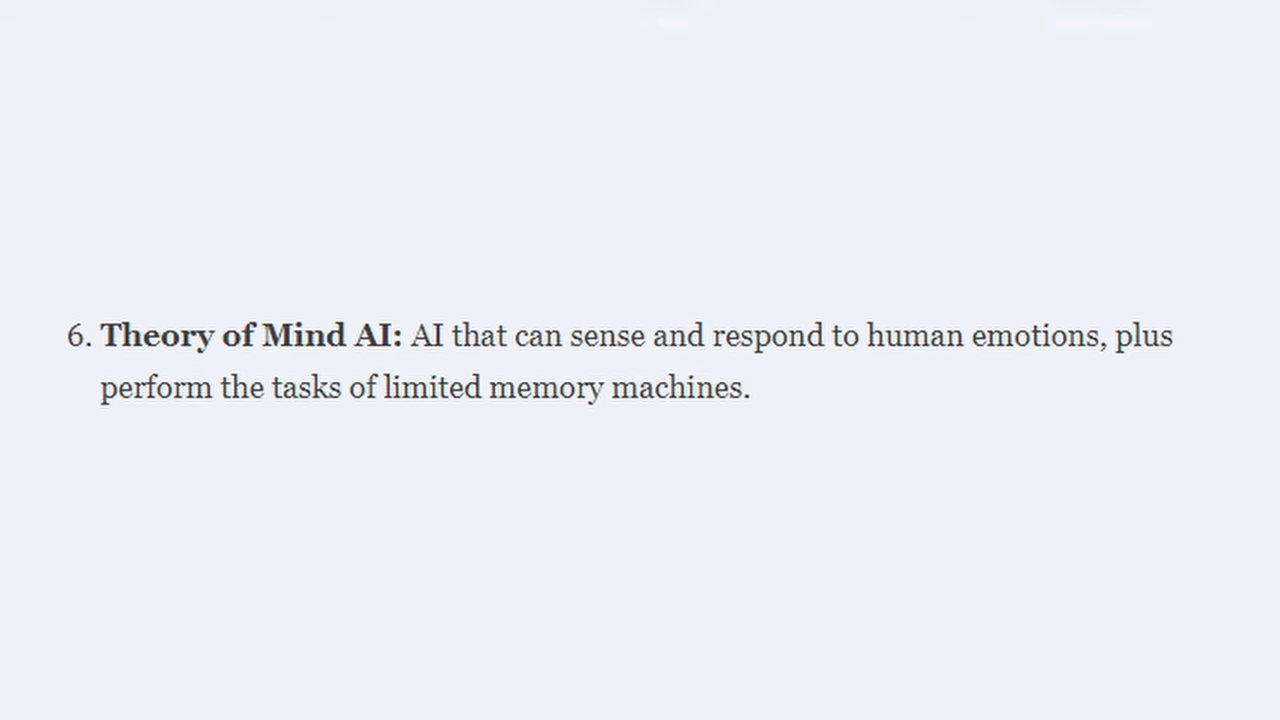 6. Theory of Mind AI: AI that can sense and respond to human emotions, plus
perform the tasks of limited memory machines.